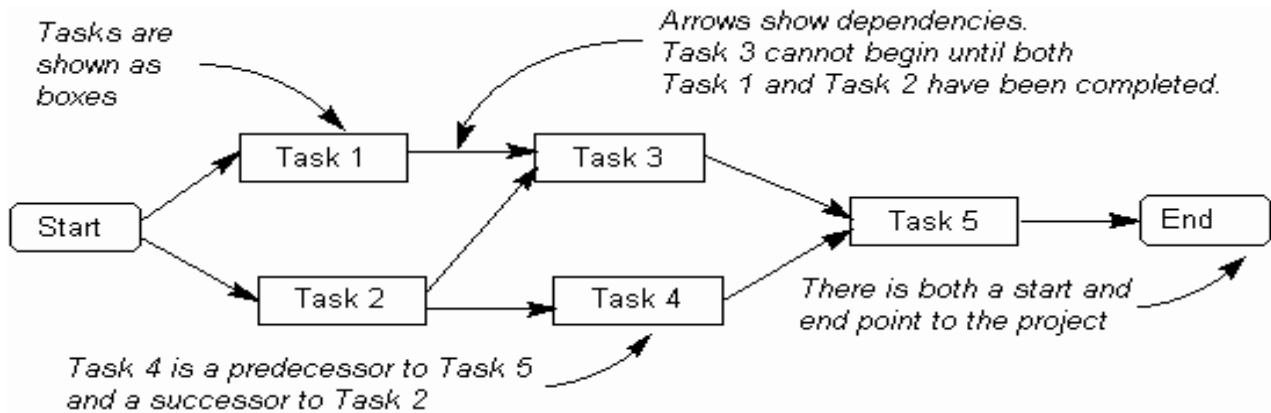 Tasks are
shown as
boxes
Arrows show dependencies.
Task 3 cannot begin until both
Task 1 and Task 2 have been completed.
Task 1
Task 3
Start
Task 5
End
Task 2
Task 4
There is both a start and
end point to the project
Task 4 is a predecessor to Task 5
and a successor to Task 2